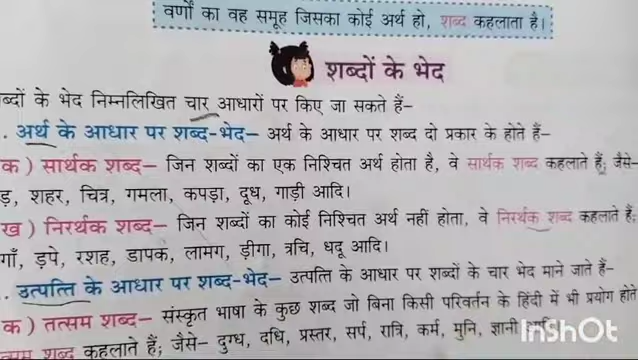 वर्णों का वह समूह जिसका कोई अर्थ हो, शब्द कहलाता है।
शब्दों के भेद
ब्दों के भेद निम्नलिखित चार आधारों पर किए जा सकते हैं–
. अर्थ के आधार पर शब्द-भेद– अर्थ के आधार पर शब्द दो प्रकार के होते हैं–
क ) सार्थक शब्द– जिन शब्दों का एक निश्चित अर्थ होता है, वे सार्थक शब्द कहलाते हैं; जैसे–
ड़, शहर, चित्र, गमला, कपड़ा, दूध, गाड़ी आदि।
ख ) निरर्थक शब्द– जिन शब्दों का कोई निश्चित अर्थ नहीं होता, वे निरर्थक शब्द कहलाते हैं;
गाँ, ड़पे, रशह, डापक, लामग, ड़ीगा, त्रचि, धदू आदि।
. उत्पत्ति के आधार पर शब्द-भेद– उत्पत्ति के आधार पर शब्दों के चार भेद माने जाते हैं–
क ) तत्सम शब्द– संस्कृत भाषा के कुछ शब्द जो बिना किसी परिवर्तन के हिंदी में भी प्रयोग होते
त्सम शब्द कहलाते हैं; जैसे– दुग्ध, दधि, प्रस्तर, सर्प, रात्रि, कर्म, मुनि, ज्ञानी
InShOt